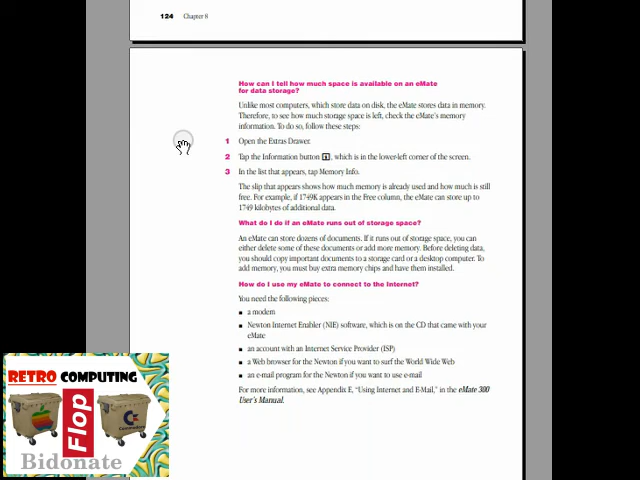 124 Chapter 8
How can I tell how much space is available on an eMate
for data storage?
Unlike most computers, which store data on disk, the eMate stores data in memory.
Therefore, to see how much storage space is left, check the eMate's memory
information. To do so, follow these steps:
1 Open the Extras Drawer.
2 Tap the Information button i, which is in the lower-left corner of the screen.
3 In the list that appears, tap Memory Info.
The slip that appears shows how much memory is already used and how much is still
free. For example, if 1749K appears in the Free column, the eMate can store up to
1749 kilobytes of additional data.
What do I do if an eMate runs out of storage space?
An eMate can store dozens of documents. If it runs out of storage space, you can
either delete some of these documents or add more memory. Before deleting data,
you should copy important documents to a storage card or a desktop computer. To
add memory, you must buy extra memory chips and have them installed.
How do I use my eMate to connect to the Internet?
You need the following pieces:
■ a modem
■ Newton Internet Enabler (NIE) software, which is on the CD that came with your
eMate
■ an account with an Internet Service Provider (ISP)
■ a Web browser for the Newton if you want to surf the World Wide Web
■ an e-mail program for the Newton if you want to use e-mail
For more information, see Appendix E, "Using Internet and E-Mail," in the eMate 300
User's Manual.
RETRO COMPUTING
Flop
Commodore
Bidonate